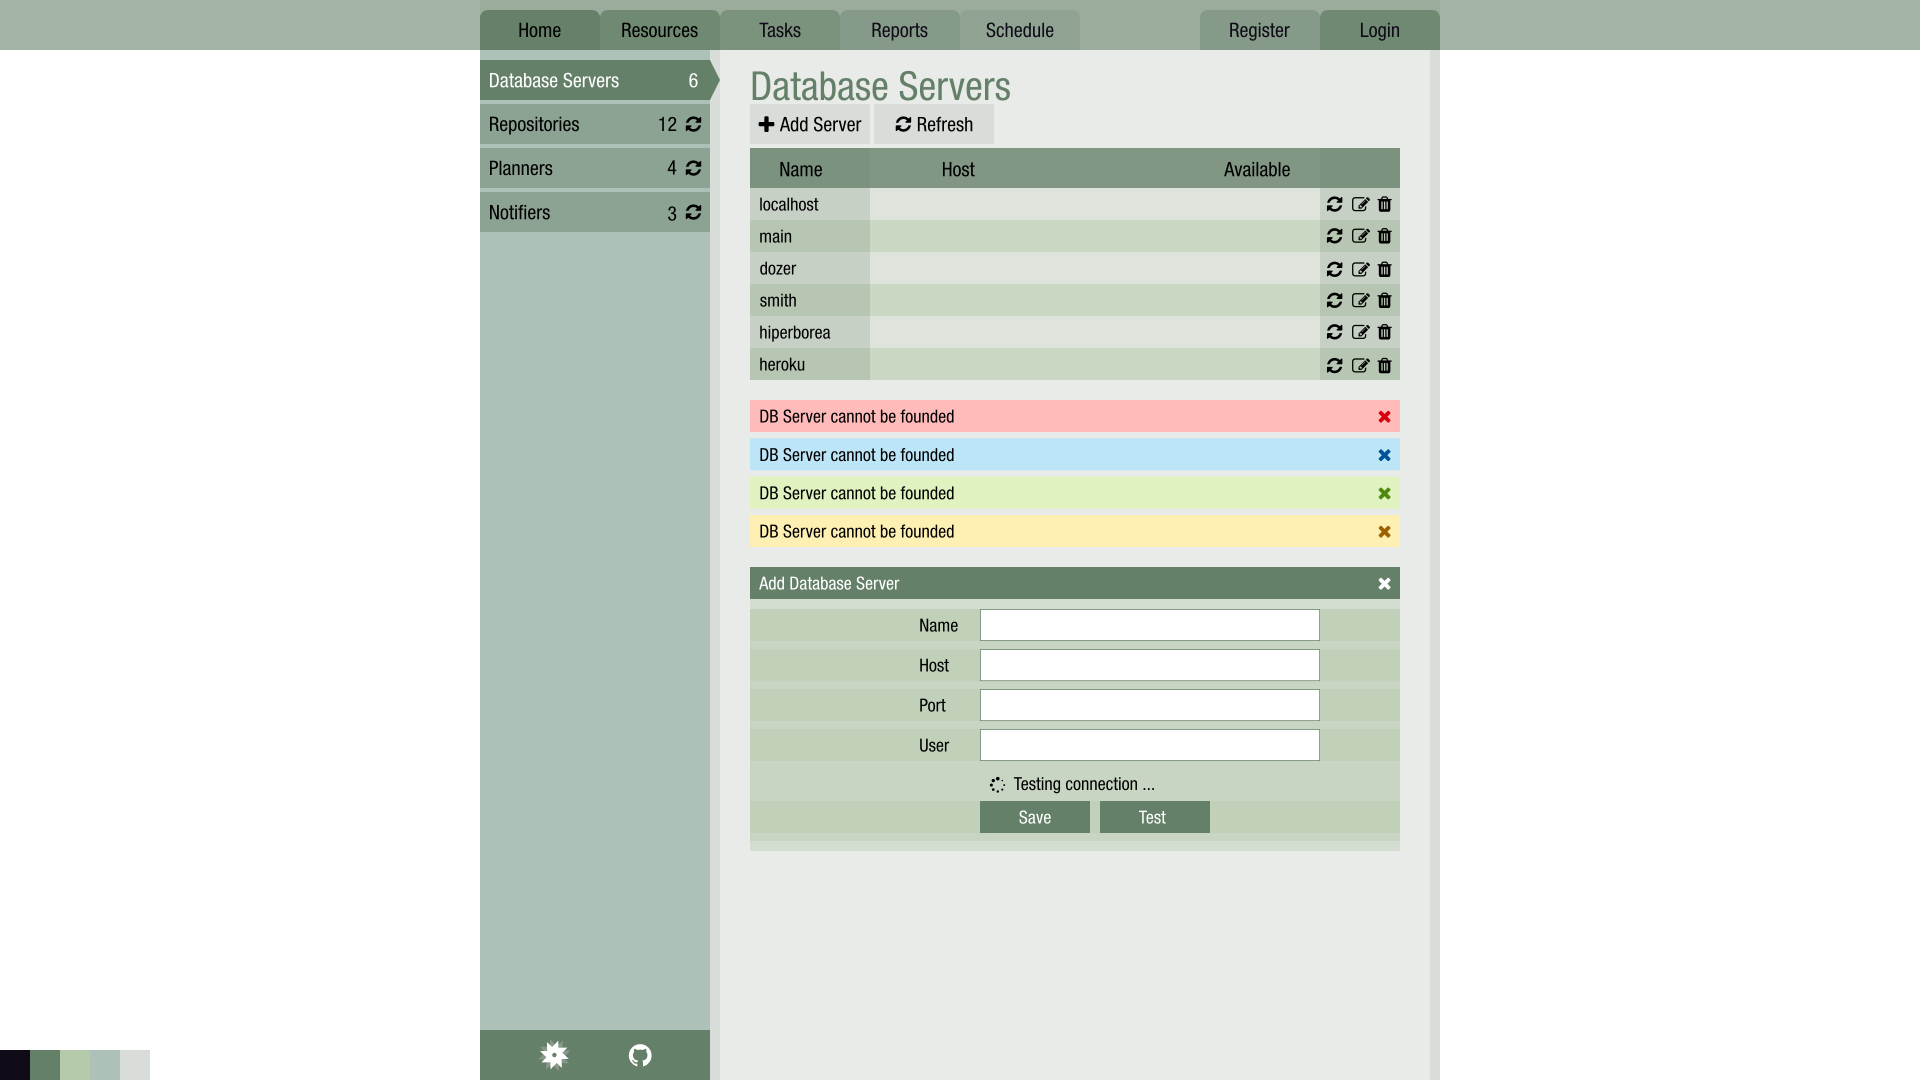 Home Resources Tasks Reports Schedule Register Login
Database Servers 6
Repositories 12
Planners 4
Notifiers 3
Database Servers
Add Server Refresh
Name Host Available
localhost
main
dozer
smith
hiperborea
heroku
DB Server cannot be founded
DB Server cannot be founded
DB Server cannot be founded
DB Server cannot be founded
Add Database Server
Name
Host
Port
User
Testing connection ...
Save Test